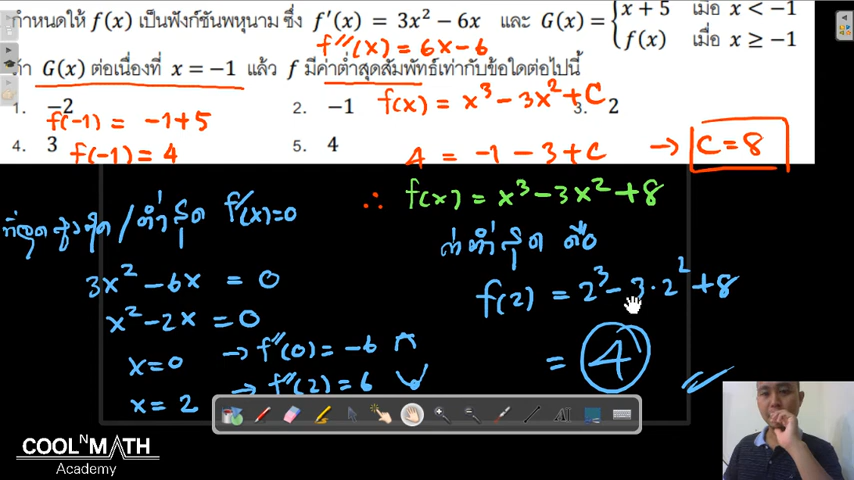 กำหนดให้ f(x) เป็นฟังก์ชันพหุนาม ซึ่ง f′(x) = 3x² − 6x และ G(x) = { x + 5 เมื่อ x < −1
f(x) เมื่อ x ≥ −1
f″(x) = 6x − 6
ถ้า G(x) ต่อเนื่องที่ x = −1 แล้ว f มีค่าต่ำสุดสัมพัทธ์เท่ากับข้อใดต่อไปนี้
1. −2 2. −1 3. 2
f(x) = x³ − 3x² + C
f(-1) = -1+5
4. 3 5. 4
f(-1) = 4
4 = -1 - 3 + C → C = 8
∴ f(x) = x³ − 3x² + 8
/ต่ำสุด f′(x)=0
ค่าต่ำสุด คือ
3x² − 6x = 0
f(2) = 2³ − 3·2² + 8
x² − 2x = 0
x=0 → f″(0) = −6
= 4
x = 2 → f″(2) = 6
COOL N MATH
Academy